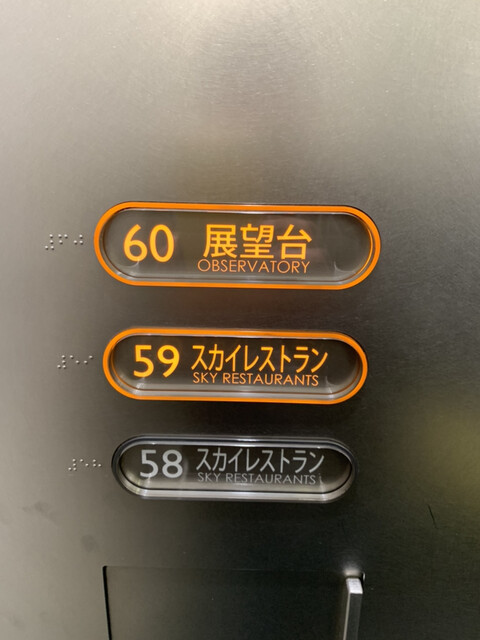 60 展望台
OBSERVATORY
59 スカイレストラン
SKY RESTAURANTS
58 スカイレストラン
SKY RESTAURANTS